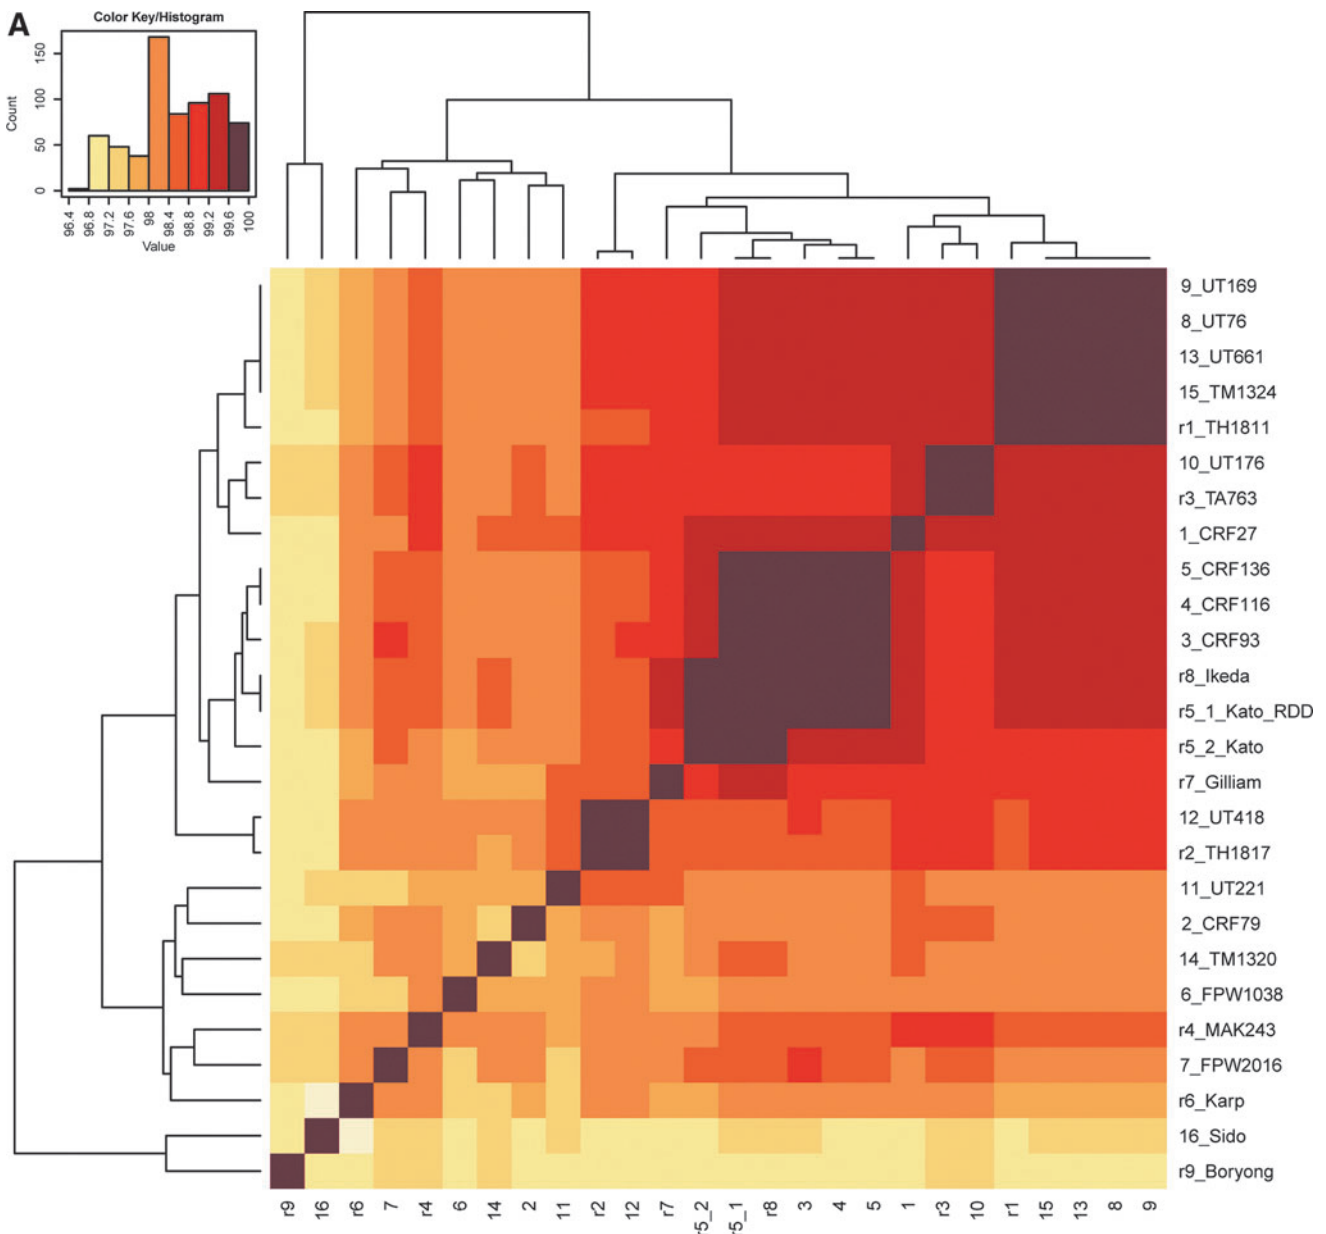 A
Color Key/Histogram
Count
0 50 100 150
96.4 96.8 97.2 97.6 98 98.4 98.8 99.2 99.6 100
Value
9_UT169
8_UT76
13_UT661
15_TM1324
r1_TH1811
10_UT176
r3_TA763
1_CRF27
5_CRF136
4_CRF116
3_CRF93
r8_Ikeda
r5_1_Kato_RDD
r5_2_Kato
r7_Gilliam
12_UT418
r2_TH1817
11_UT221
2_CRF79
14_TM1320
6_FPW1038
r4_MAK243
7_FPW2016
r6_Karp
16_Sido
r9_Boryong
r9 16 r6 7 r4 6 14 2 11 r2 12 r7 r5_2 r5_1 r8 3 4 5 1 r3 10 r1 15 13 8 9